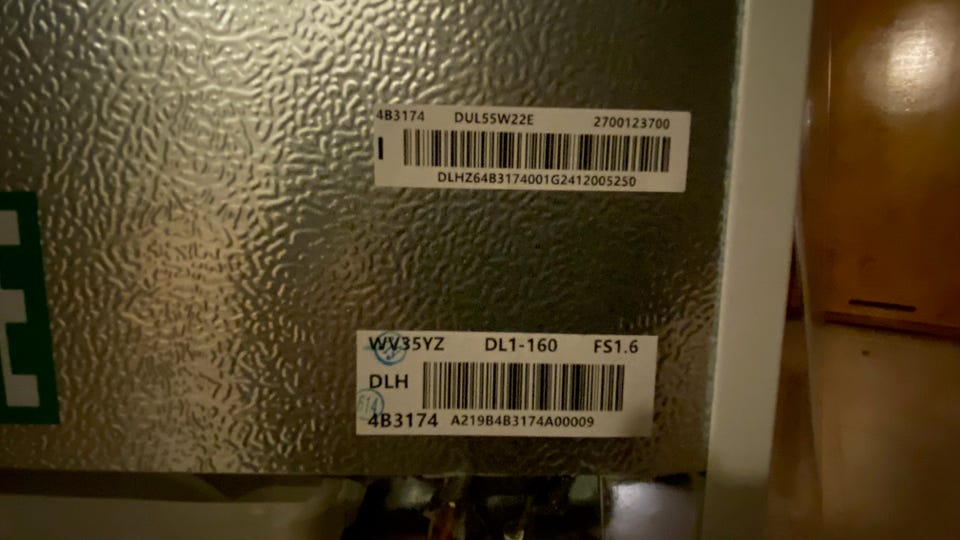 4B3174 DUL55W22E 2700123700
DLHZ64B3174001G2412005250
WV35YZ DL1-160 FS1.6
DLH
4B3174 A219B4B3174A00009